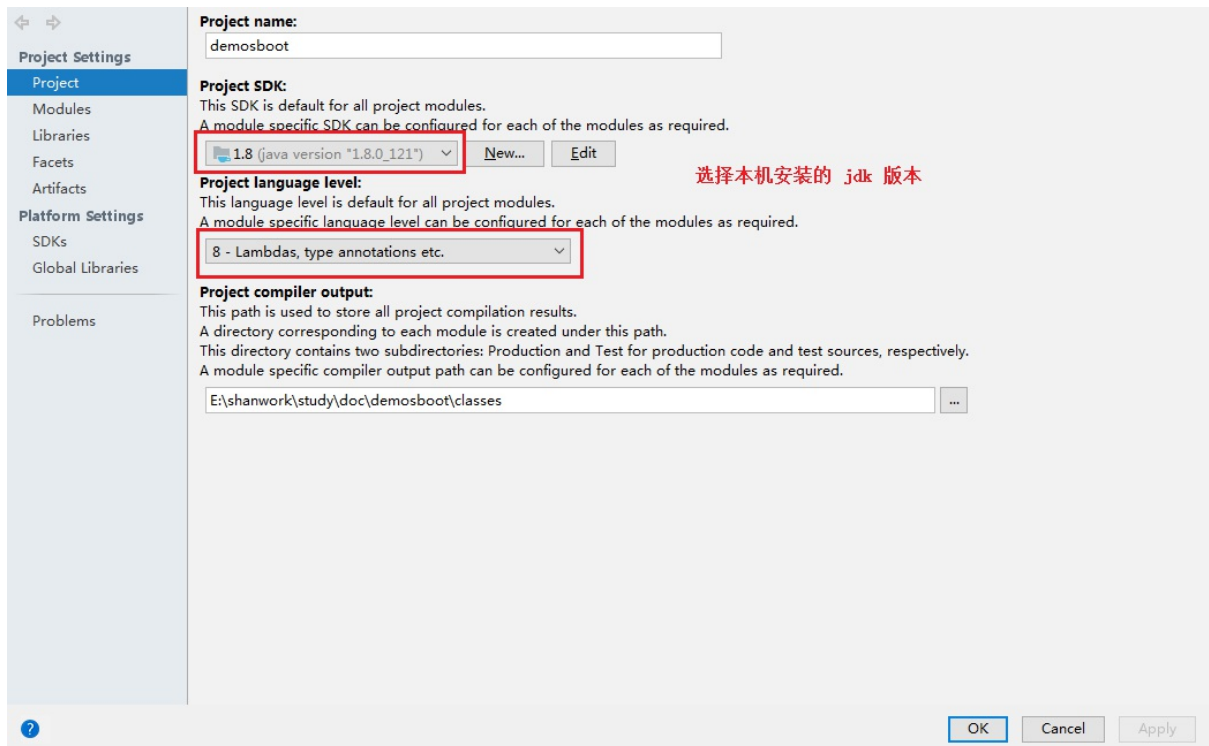 Project Settings
Project
Modules
Libraries
Facets
Artifacts
Platform Settings
SDKs
Global Libraries
Problems
Project name:
demosboot
Project SDK:
This SDK is default for all project modules.
A module specific SDK can be configured for each of the modules as required.
1.8 (java version "1.8.0_121") New... Edit
选择本机安装的 jdk 版本
Project language level:
This language level is default for all project modules.
A module specific language level can be configured for each of the modules as required.
8 - Lambdas, type annotations etc.
Project compiler output:
This path is used to store all project compilation results.
A directory corresponding to each module is created under this path.
This directory contains two subdirectories: Production and Test for production code and test sources, respectively.
A module specific compiler output path can be configured for each of the modules as required.
E:\shanwork\study\doc\demosboot\classes ...
? OK Cancel Apply